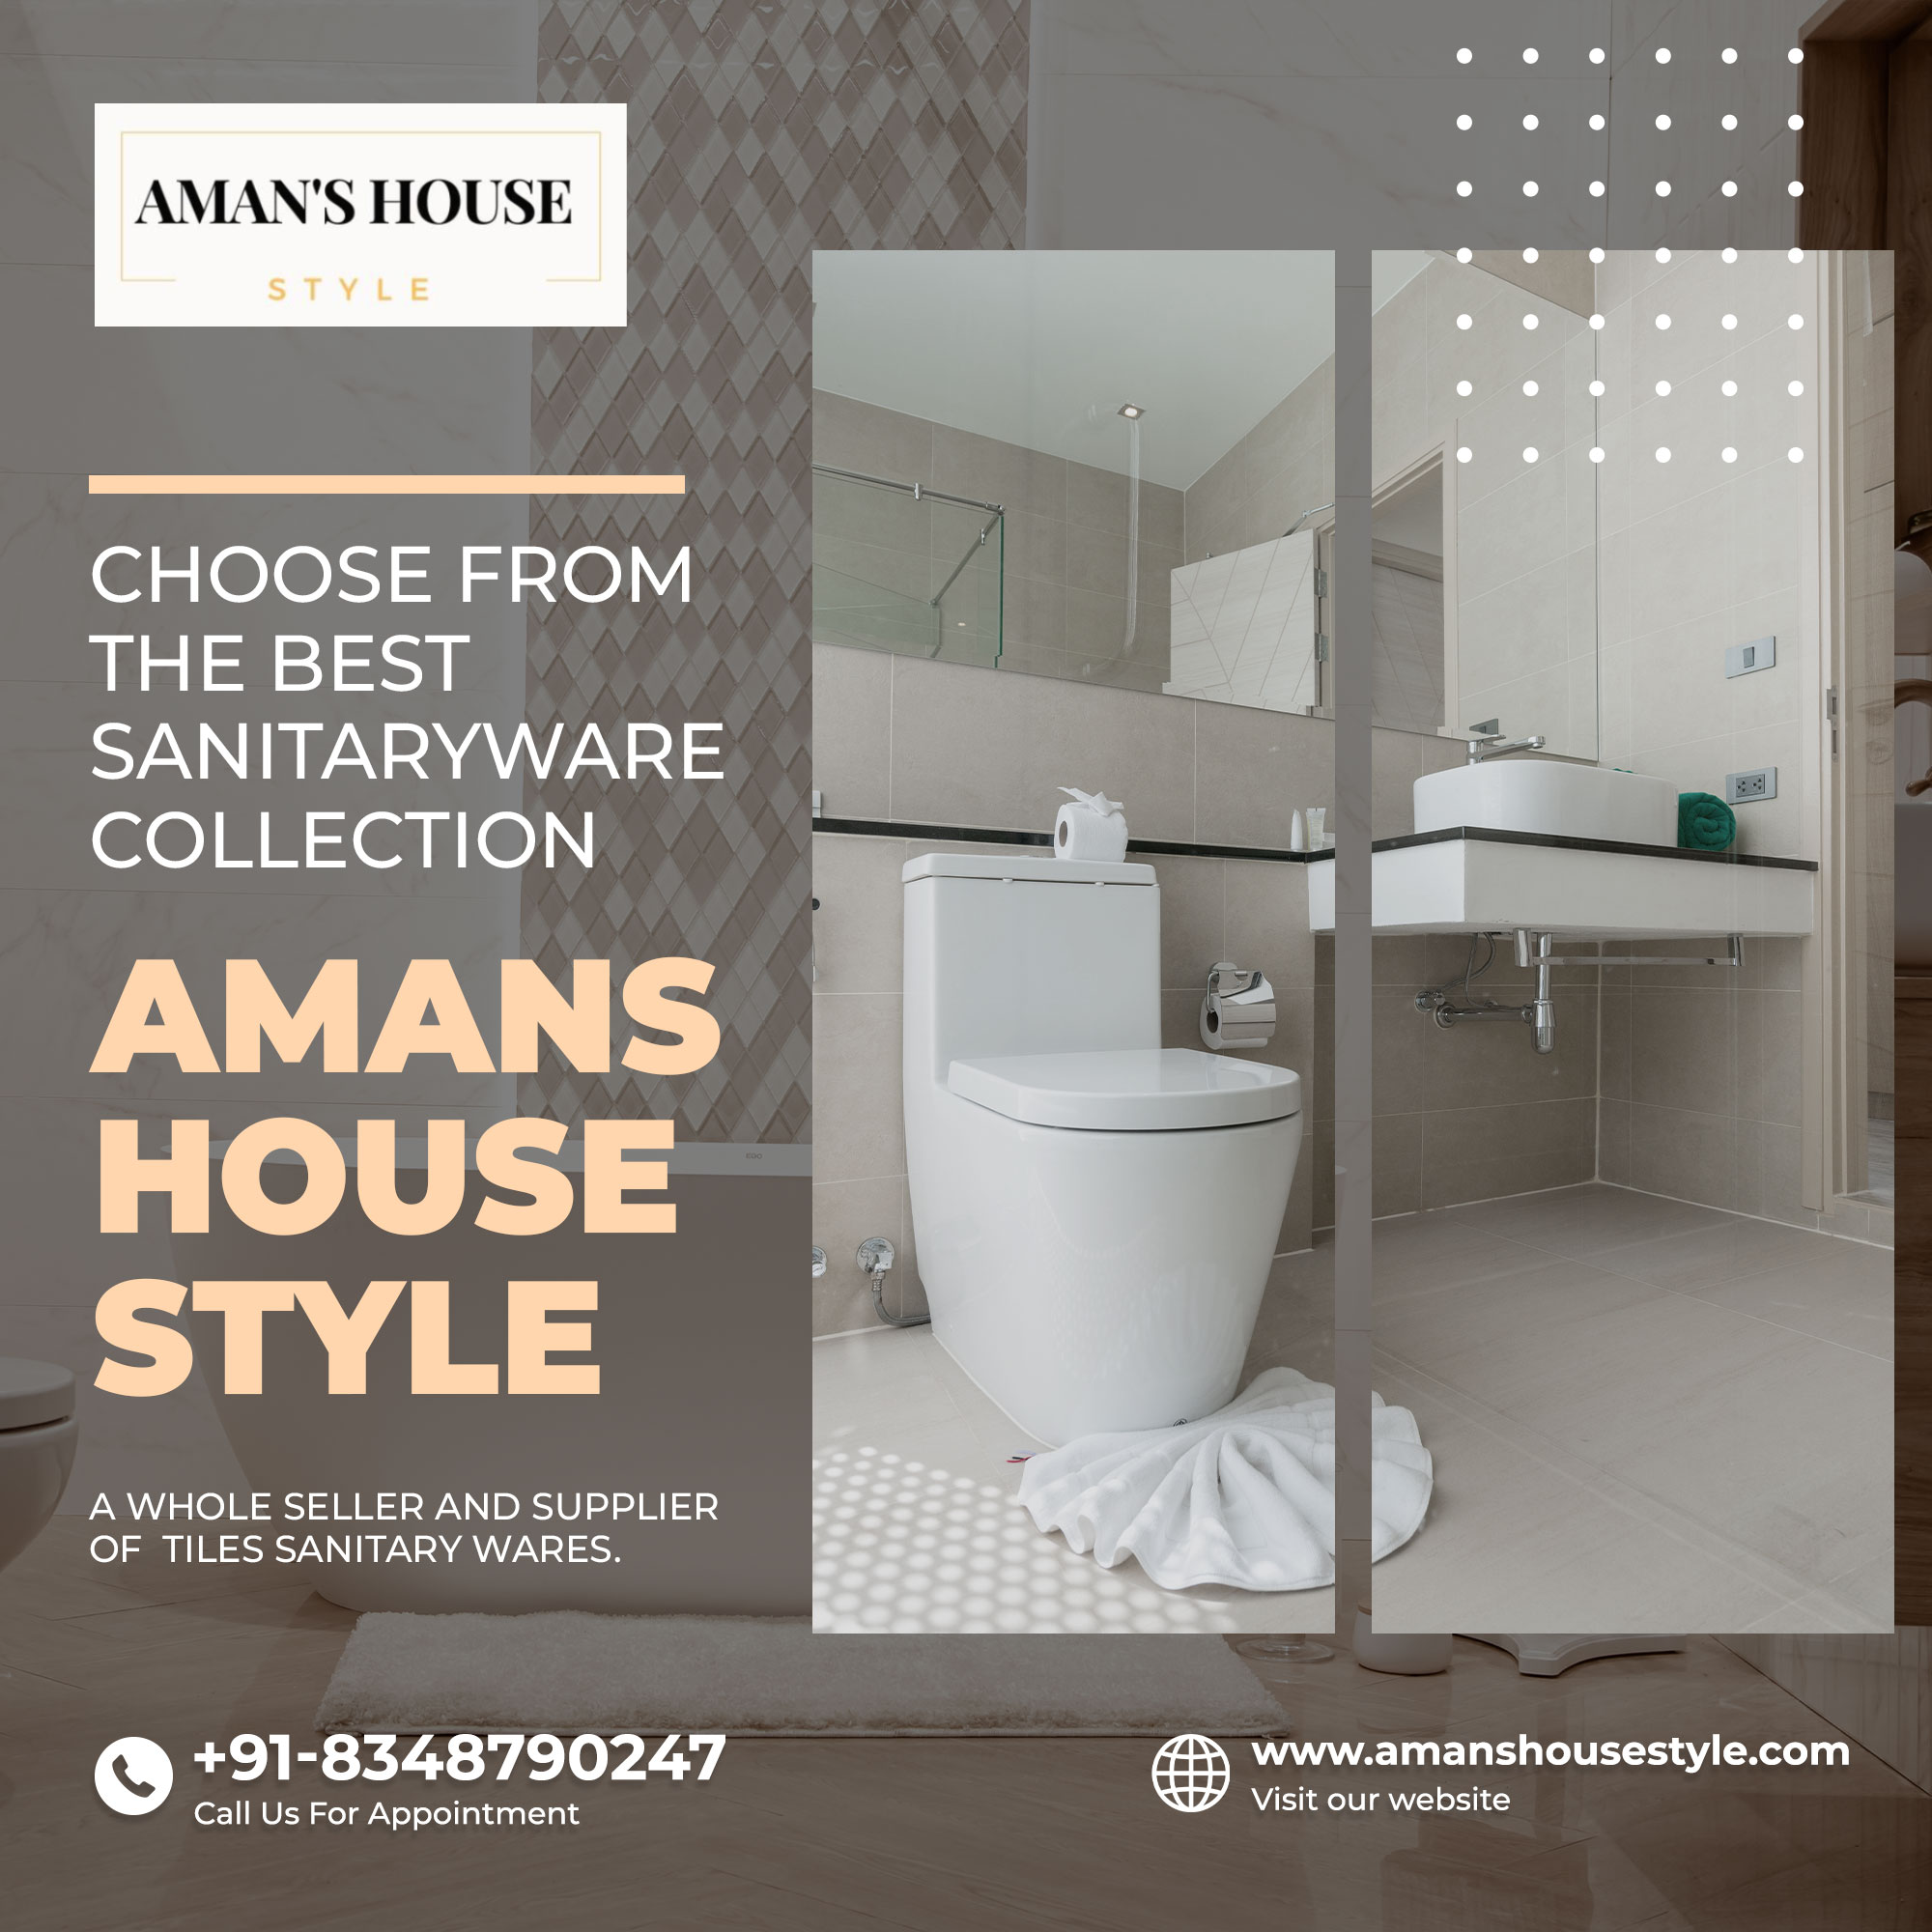 AMAN'S HOUSE
STYLE
CHOOSE FROM
THE BEST
SANITARYWARE
COLLECTION
AMANS
HOUSE
STYLE
A WHOLE SELLER AND SUPPLIER
OF  TILES SANITARY WARES.
+91-8348790247
Call Us For Appointment
www.amanshousestyle.com
Visit our website